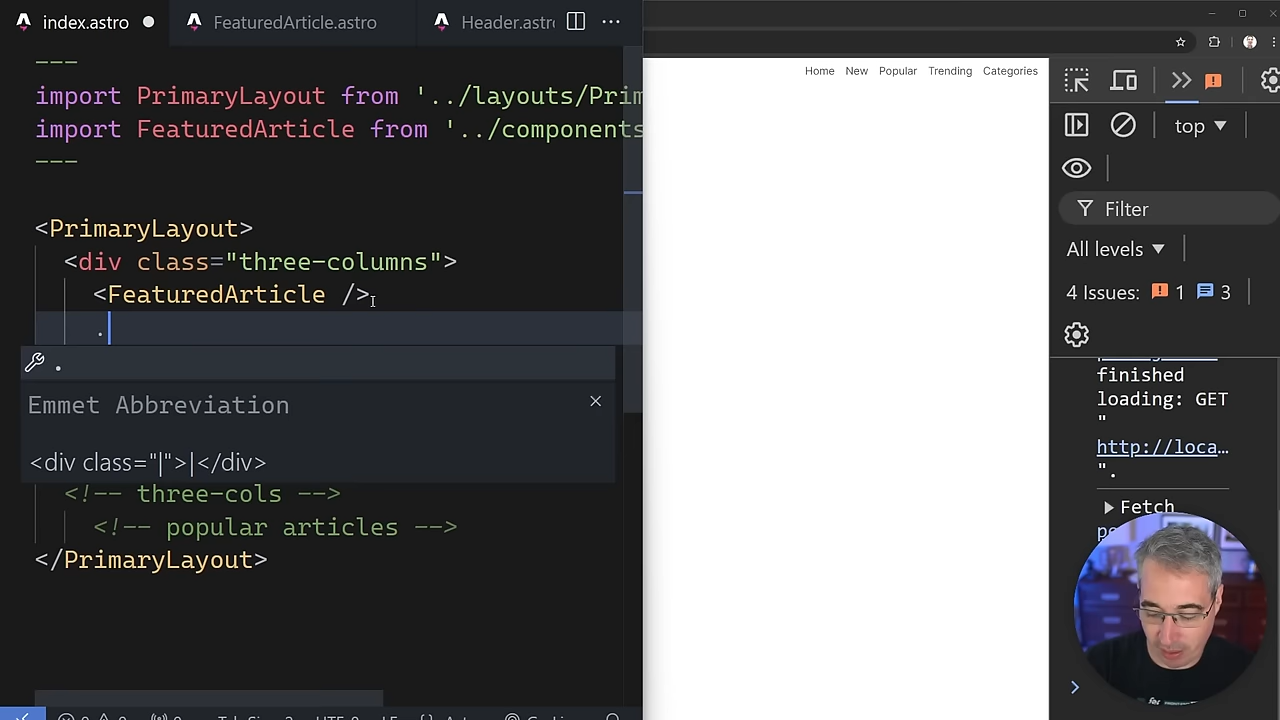 index.astro
FeaturedArticle.astro
Header.astro
---
import PrimaryLayout from '../layouts/Prim
import FeaturedArticle from '../components
---
<PrimaryLayout>
<div class="three-columns">
<FeaturedArticle />
.
.
Emmet Abbreviation
<div class="|">|</div>
<!-- three-cols -->
<!-- popular articles -->
</PrimaryLayout>
Home New Popular Trending Categories
top
Filter
All levels
4 Issues: 1 3
finished
loading: GET
"
http://loca…
".
Fetch